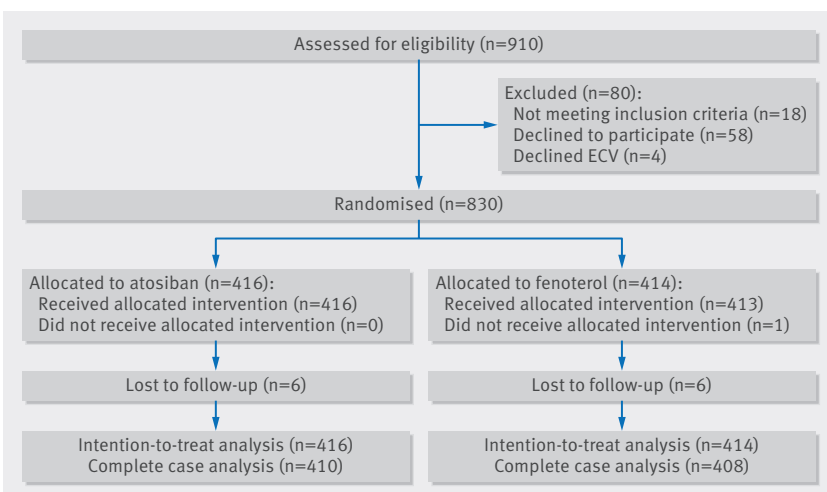 Assessed for eligibility (n=910)
Excluded (n=80):
Not meeting inclusion criteria (n=18)
Declined to participate (n=58)
Declined ECV (n=4)
Randomised (n=830)
Allocated to atosiban (n=416):
Received allocated intervention (n=416)
Did not receive allocated intervention (n=0)
Allocated to fenoterol (n=414):
Received allocated intervention (n=413)
Did not receive allocated intervention (n=1)
Lost to follow-up (n=6)
Lost to follow-up (n=6)
Intention-to-treat analysis (n=416)
Complete case analysis (n=410)
Intention-to-treat analysis (n=414)
Complete case analysis (n=408)